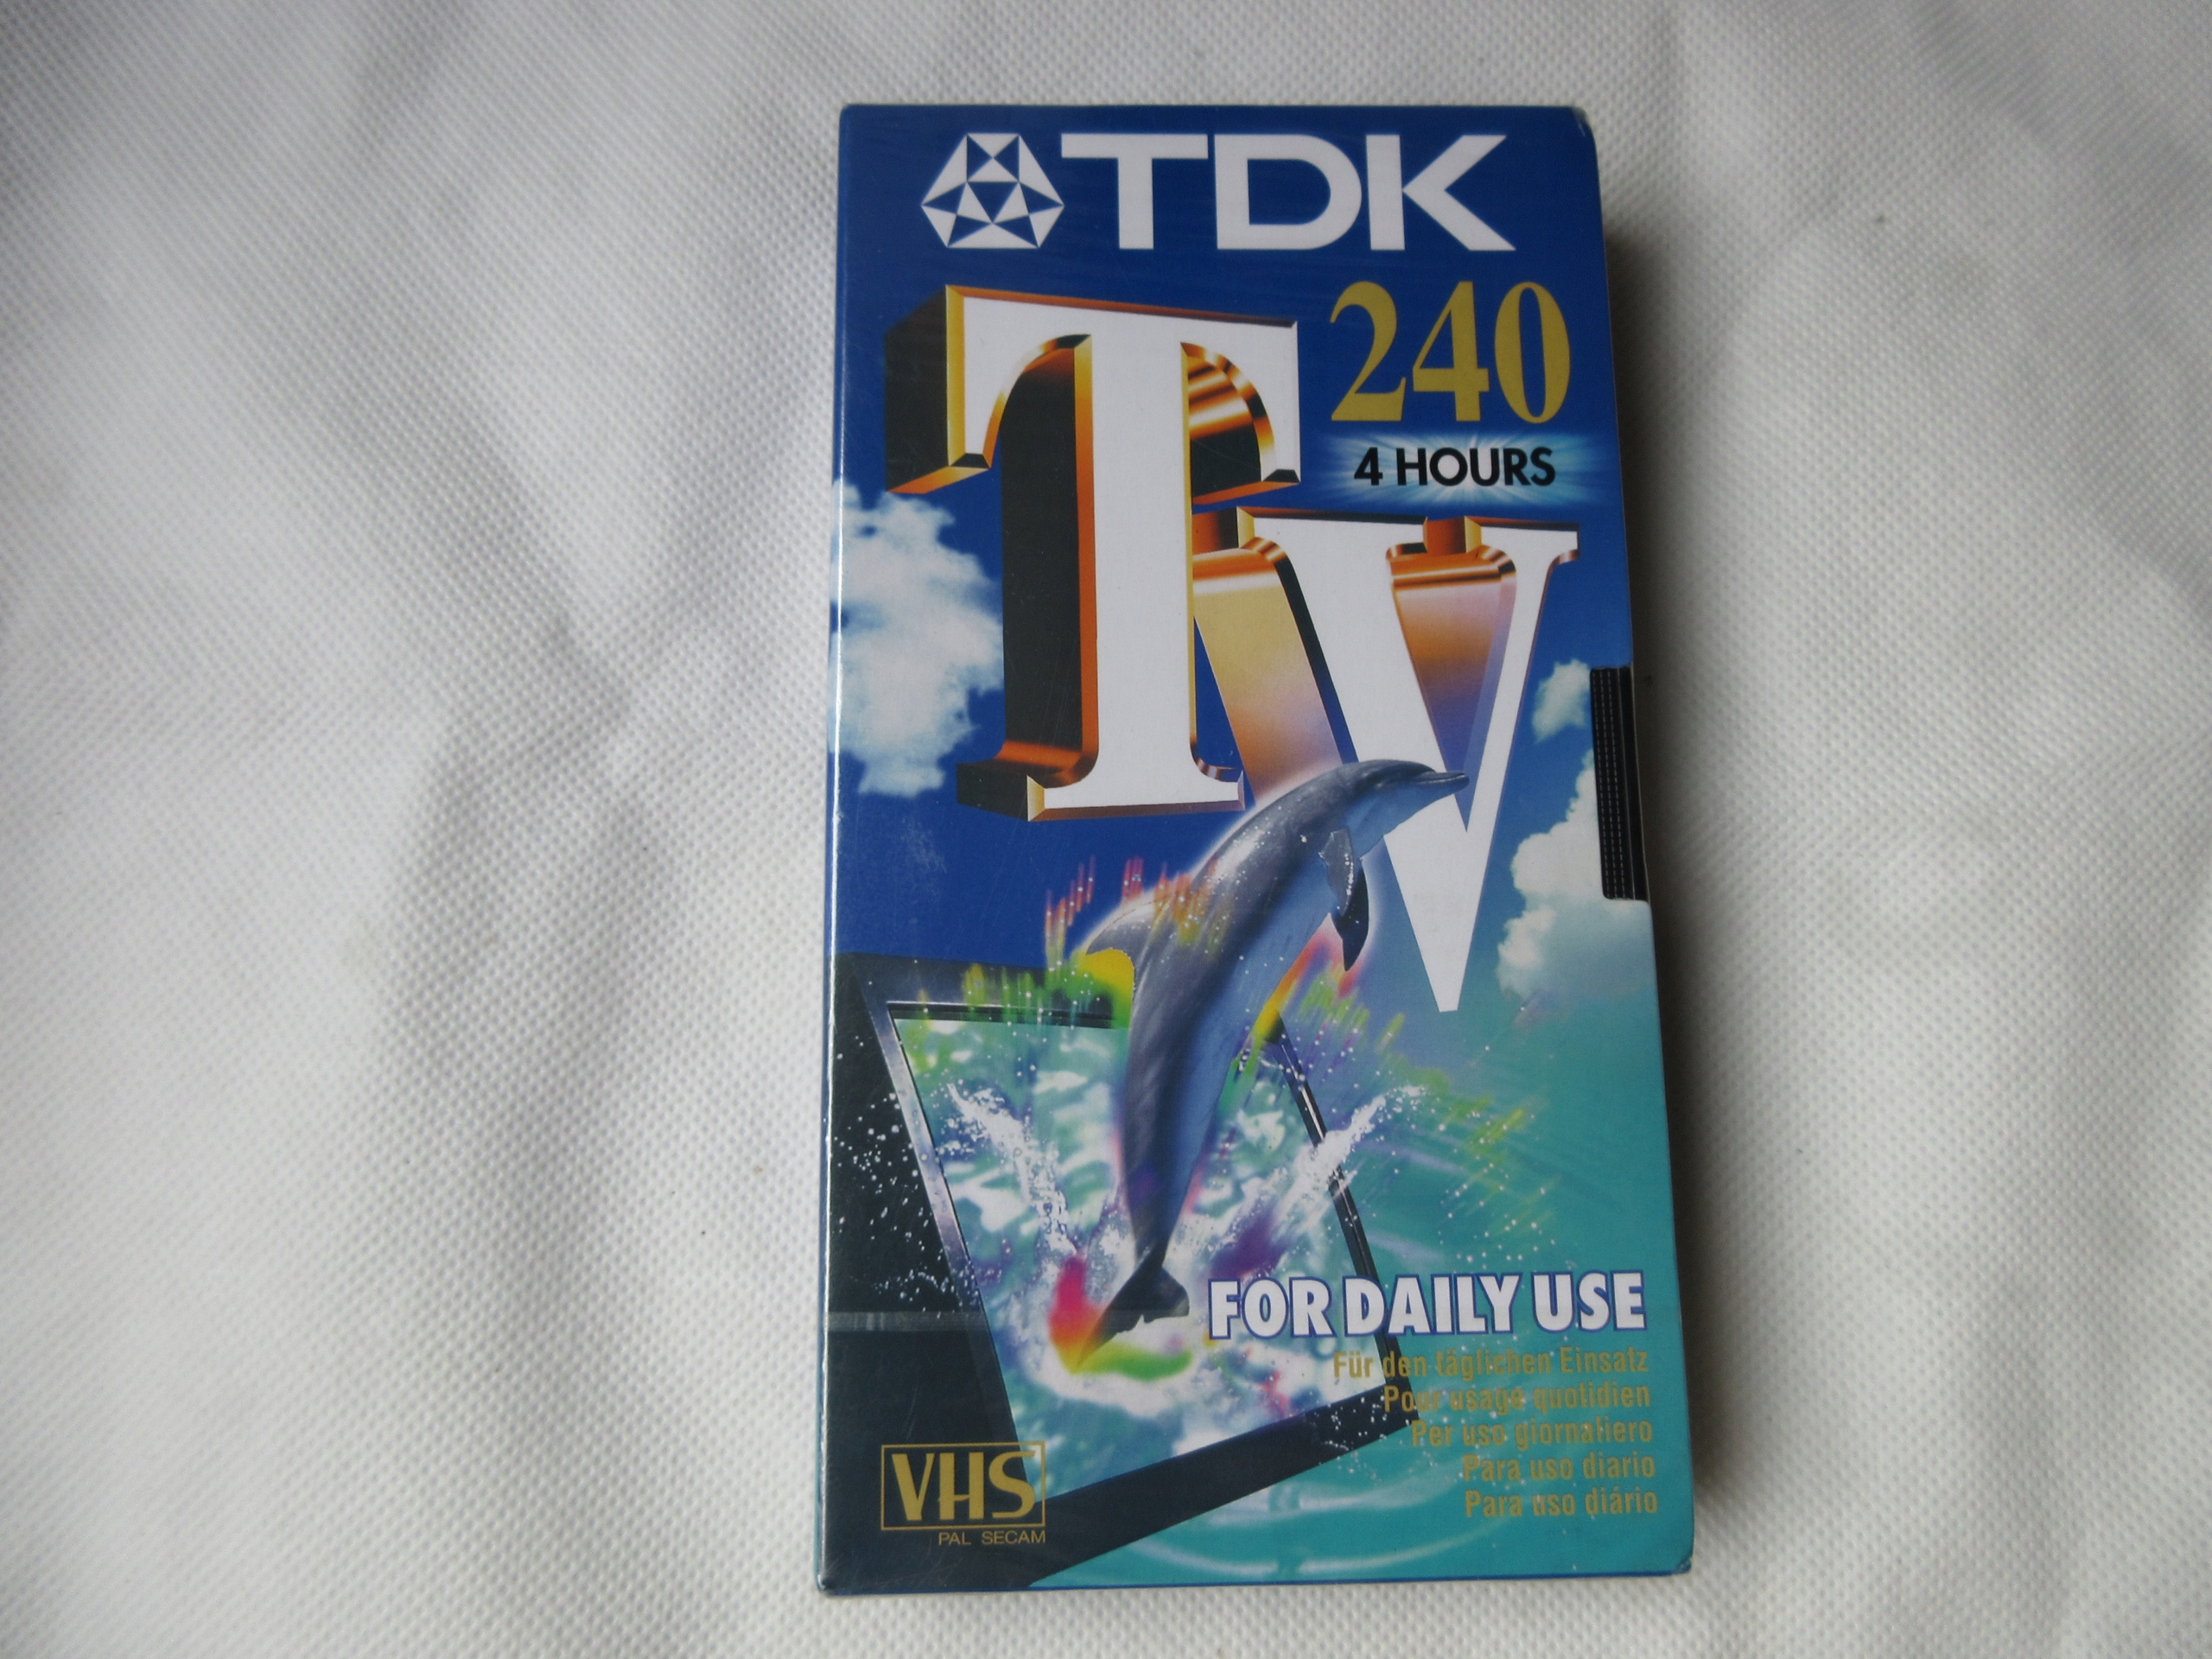 TDK
240
4 HOURS
TV
FOR DAILY USE
Für den täglichen Einsatz
Pour usage quotidien
Per uso giornaliero
Para uso diario
Para uso diário
VHS
PAL SECAM